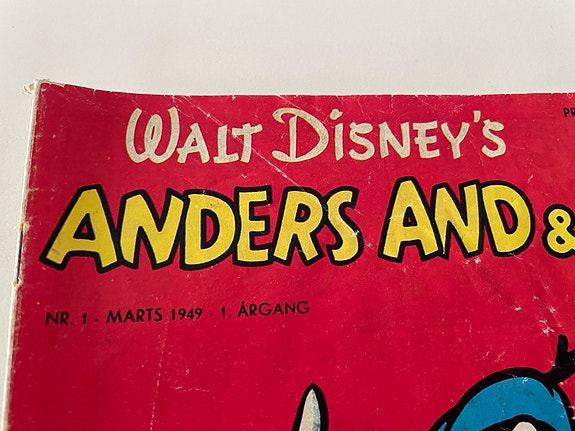 WALT DISNEY'S
ANDERS AND &
NR. 1 · MARTS 1949 · 1. ÅRGANG